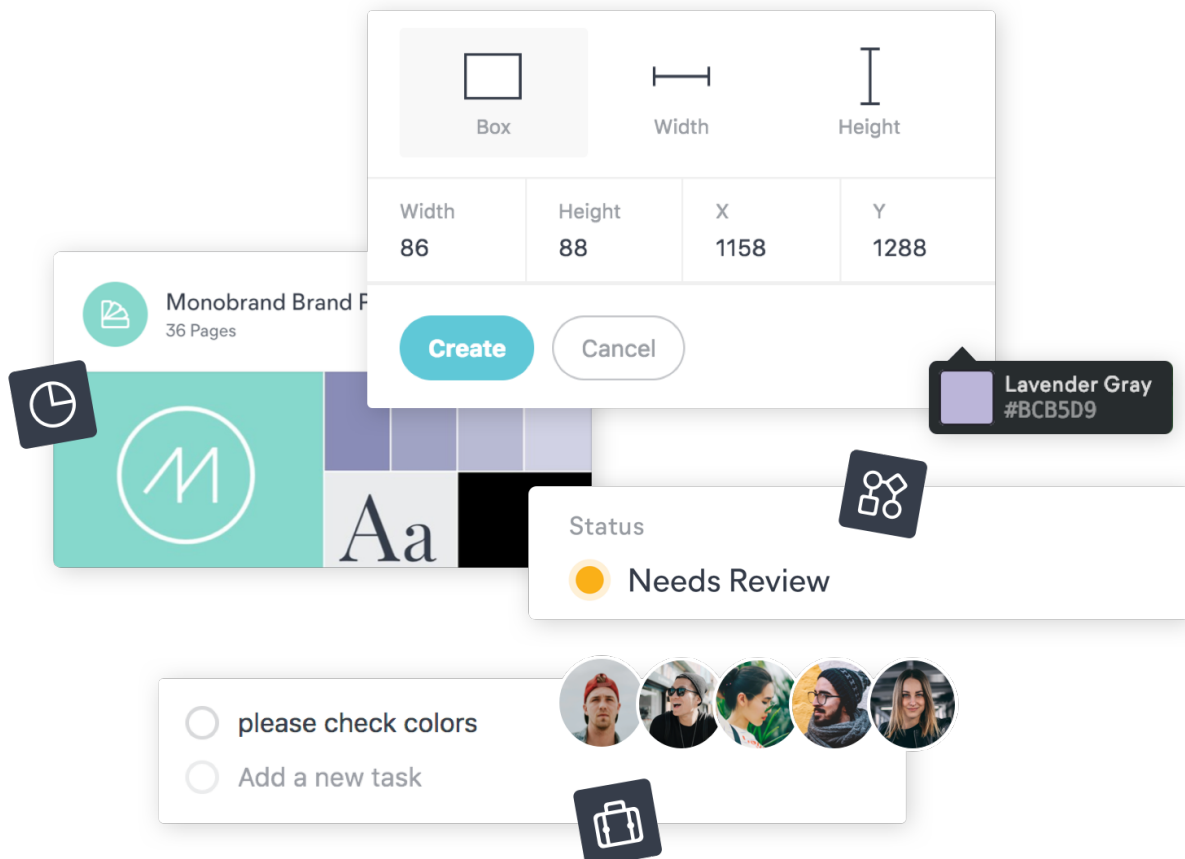 Box
Width
Height
Width
Height
X
Y
86
88
1158
1288
Monobrand Brand
36 Pages
Create
Cancel
Lavender Gray
#BCB5D9
M
Aa
Status
Needs Review
please check colors
Add a new task